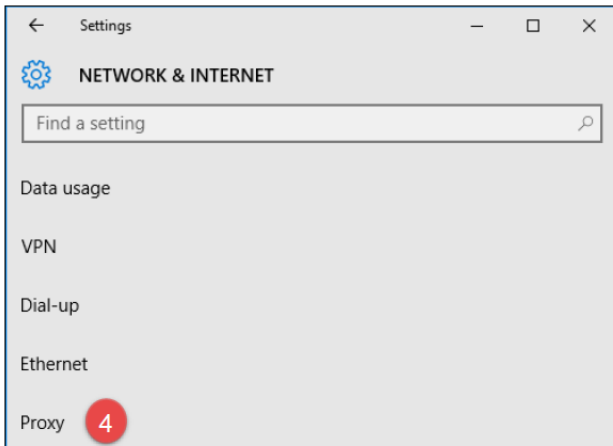 Settings
NETWORK & INTERNET
Find a setting
Data usage
VPN
Dial-up
Ethernet
Proxy 4